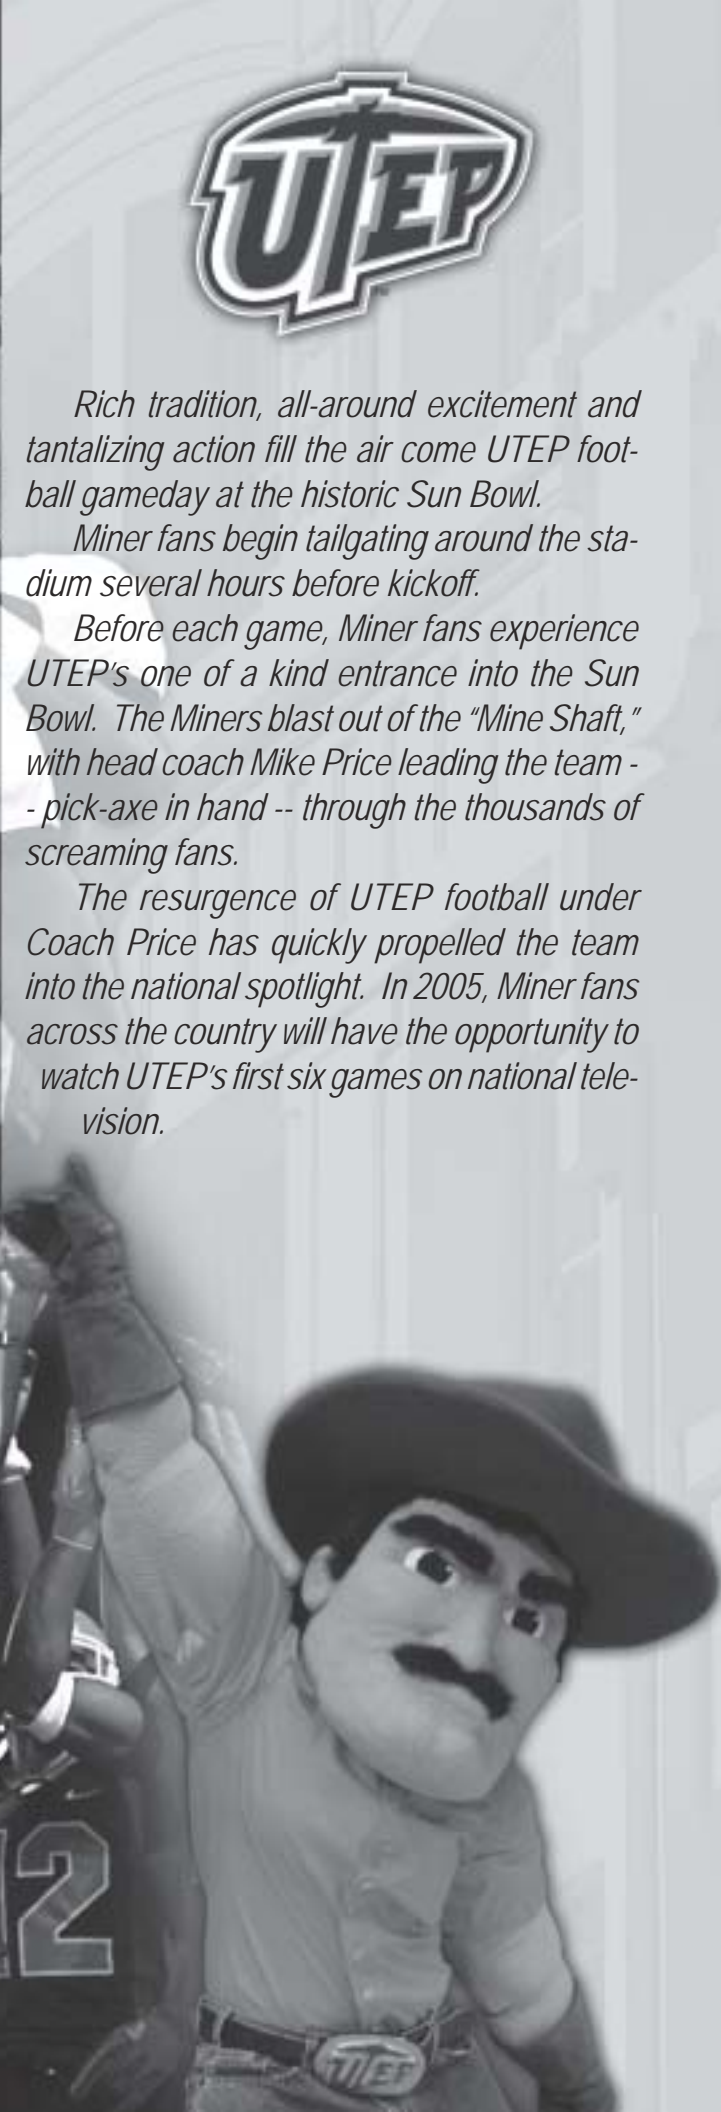 UTEP
Rich tradition, all-around excitement and
tantalizing action fill the air come UTEP foot-
ball gameday at the historic Sun Bowl.
Miner fans begin tailgating around the sta-
dium several hours before kickoff.
Before each game, Miner fans experience
UTEP's one of a kind entrance into the Sun
Bowl. The Miners blast out of the “Mine Shaft,”
with head coach Mike Price leading the team -
- pick-axe in hand -- through the thousands of
screaming fans.
The resurgence of UTEP football under
Coach Price has quickly propelled the team
into the national spotlight. In 2005, Miner fans
across the country will have the opportunity to
watch UTEP's first six games on national tele-
vision.
12
UTEP